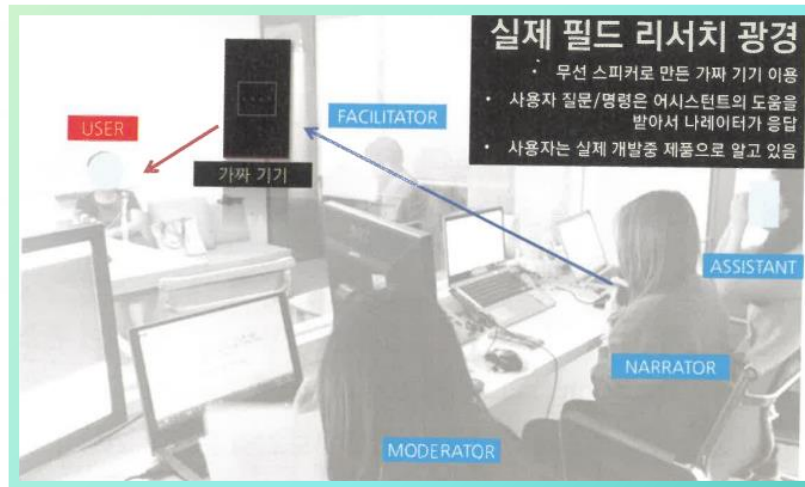 실제 필드 리서치 광경
• 무선 스피커로 만든 가짜 기기 이용
• 사용자 질문/명령은 어시스턴트의 도움을
받아서 나레이터가 응답
• 사용자는 실제 개발중 제품으로 알고 있음
USER
FACILITATOR
가짜 기기
ASSISTANT
NARRATOR
MODERATOR